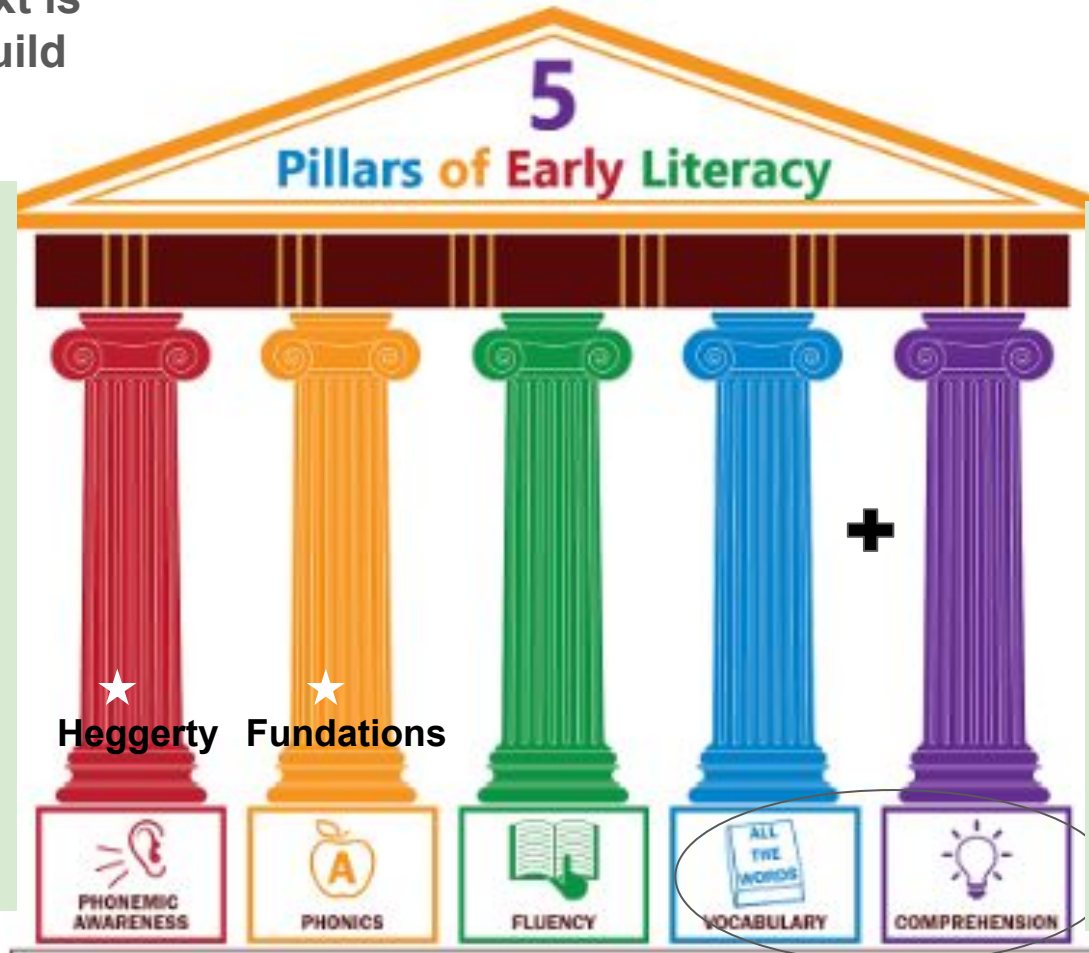 xt is
uild
5
Pillars of Early Literacy
Heggerty Fundations
A
ALL
THE
WORDS
PHONEMIC
AWARENESS
PHONICS
FLUENCY
VOCABULARY
COMPREHENSION